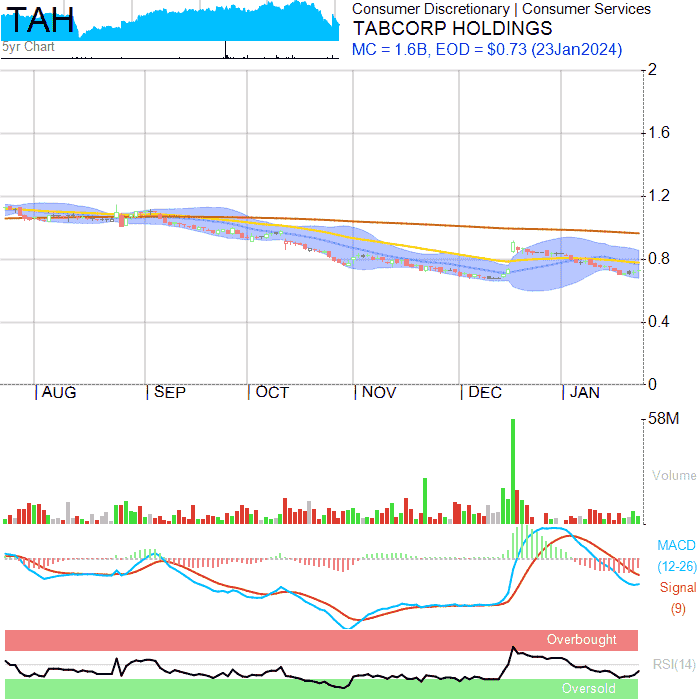 TAH
5yr Chart
Consumer Discretionary | Consumer Services
TABCORP HOLDINGS
MC = 1.6B, EOD = $0.73 (23Jan2024)
2
1.6
1.2
0.8
0.4
0
AUG
SEP
OCT
NOV
DEC
JAN
58M
Volume
MACD
(12-26)
Signal
(9)
Overbought
RSI(14)
Oversold